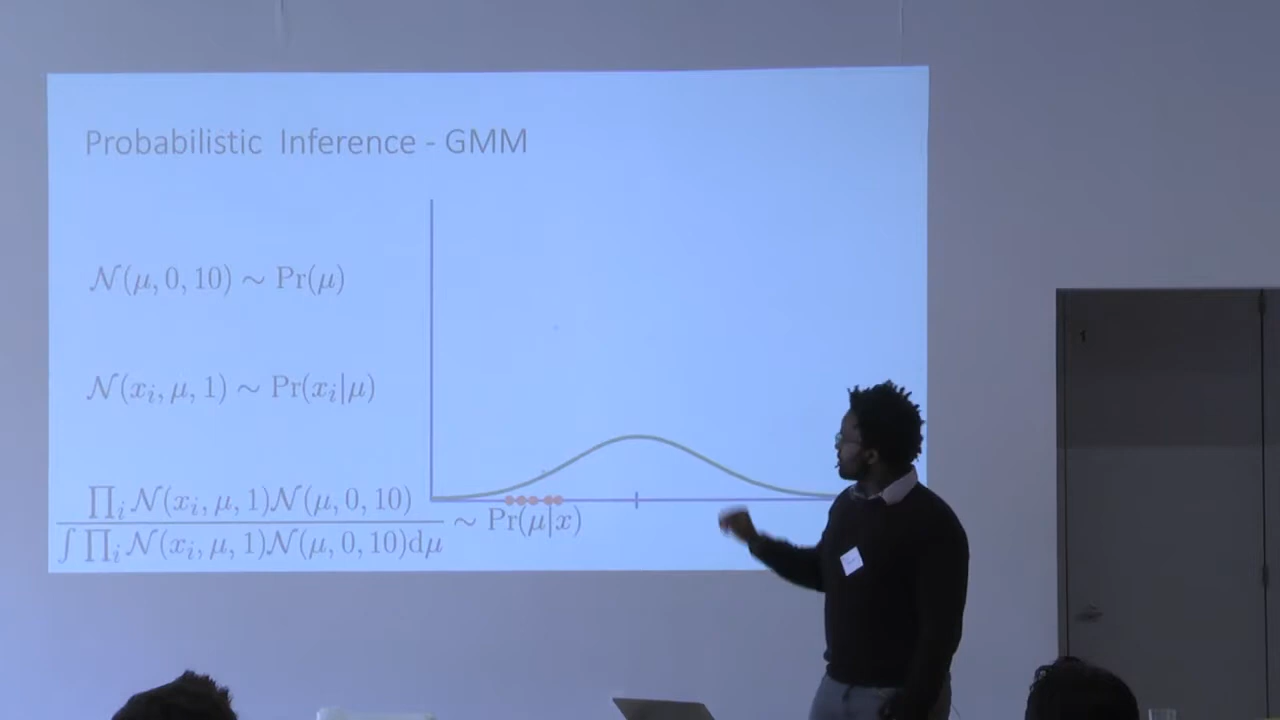 Probabilistic Inference - GMM
𝒩(μ, 0, 10) ∼ Pr(μ)
𝒩(xᵢ, μ, 1) ∼ Pr(xᵢ|μ)
∏ᵢ 𝒩(xᵢ, μ, 1)𝒩(μ, 0, 10)
∫ ∏ᵢ 𝒩(xᵢ, μ, 1)𝒩(μ, 0, 10)dμ ∼ Pr(μ|x)